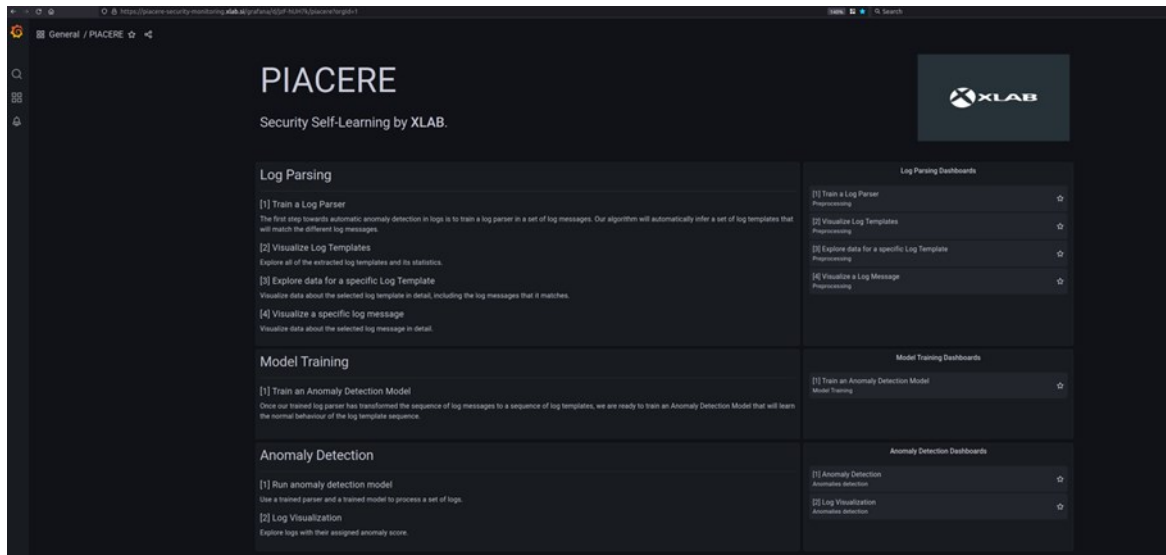 https://piacere-security-monitoring.xlab.si/grafana/d/
140%
Search
General / PIACERE
PIACERE
XLAB
Security Self-Learning by XLAB.
Log Parsing
[1] Train a Log Parser
The first step towards automatic anomaly detection in logs is to train a log parser in a set of log messages. Our algorithm will automatically infer a set of log templates that
will match the different log messages.
[2] Visualize Log Templates
Explore all of the extracted log templates and its statistics.
[3] Explore data for a specific Log Template
Visualize data about the selected log template in detail, including the log messages that it matches.
[4] Visualize a specific log message
Visualize data about the selected log message in detail.
Log Parsing Dashboards
[1] Train a Log Parser
Preprocessing
[2] Visualize Log Templates
Preprocessing
[3] Explore data for a specific Log Template
Preprocessing
[4] Visualize a Log Message
Preprocessing
Model Training
[1] Train an Anomaly Detection Model
Once our trained log parser has transformed the sequence of log messages to a sequence of log templates, we are ready to train an Anomaly Detection Model that will learn
the normal behaviour of the log template sequence.
Model Training Dashboards
[1] Train an Anomaly Detection Model
Model Training
Anomaly Detection
[1] Run anomaly detection model
Use a trained parser and a trained model to process a set of logs.
[2] Log Visualization
Explore logs with their assigned anomaly score.
Anomaly Detection Dashboards
[1] Anomaly Detection
Anomalies detection
[2] Log Visualization
Anomalies detection